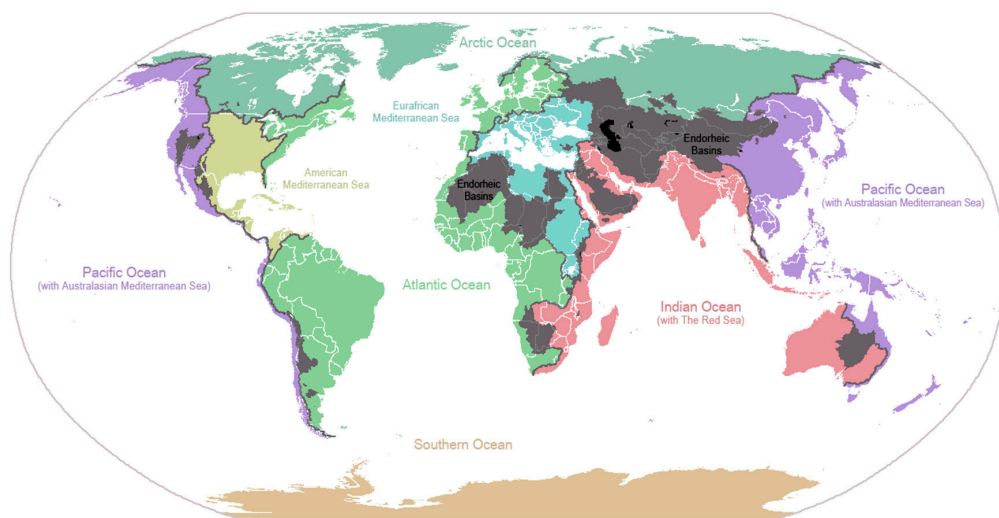 Arctic Ocean
Eurafrican
Mediterranean Sea
Endorheic
Basins
American
Mediterranean Sea
Endorheic
Basins
Pacific Ocean
(with Australasian Mediterranean Sea)
Pacific Ocean
(with Australasian Mediterranean Sea)
Atlantic Ocean
Indian Ocean
(with The Red Sea)
Southern Ocean